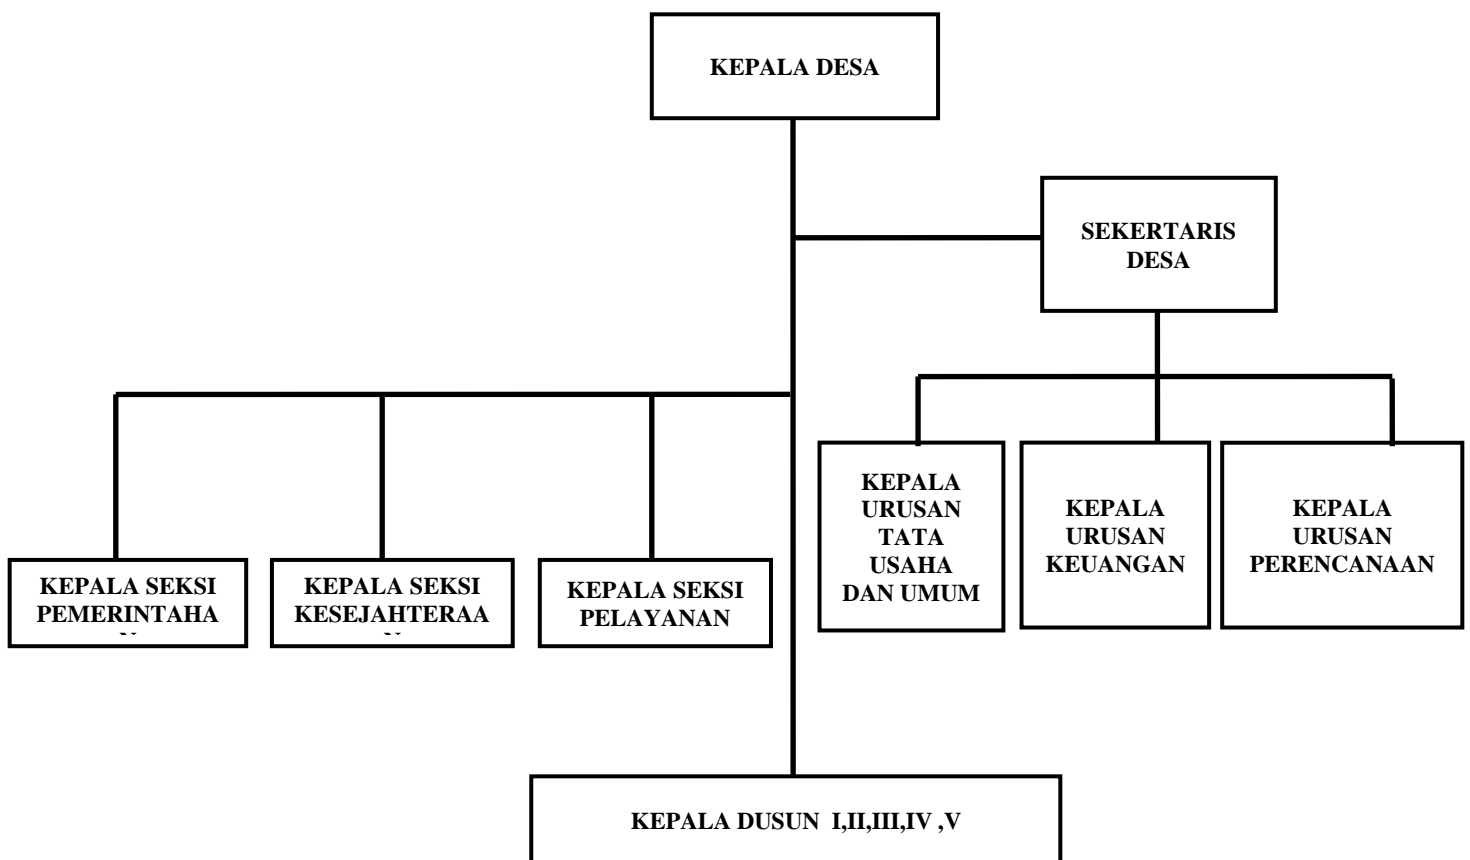 KEPALA DESA
SEKERTARIS
DESA
KEPALA
URUSAN
TATA
USAHA
DAN UMUM
KEPALA
URUSAN
KEUANGAN
KEPALA
URUSAN
PERENCANAAN
KEPALA SEKSI
PEMERINTAHA
N
KEPALA SEKSI
KESEJAHTERAA
N
KEPALA SEKSI
PELAYANAN
KEPALA DUSUN I,II,III,IV ,V